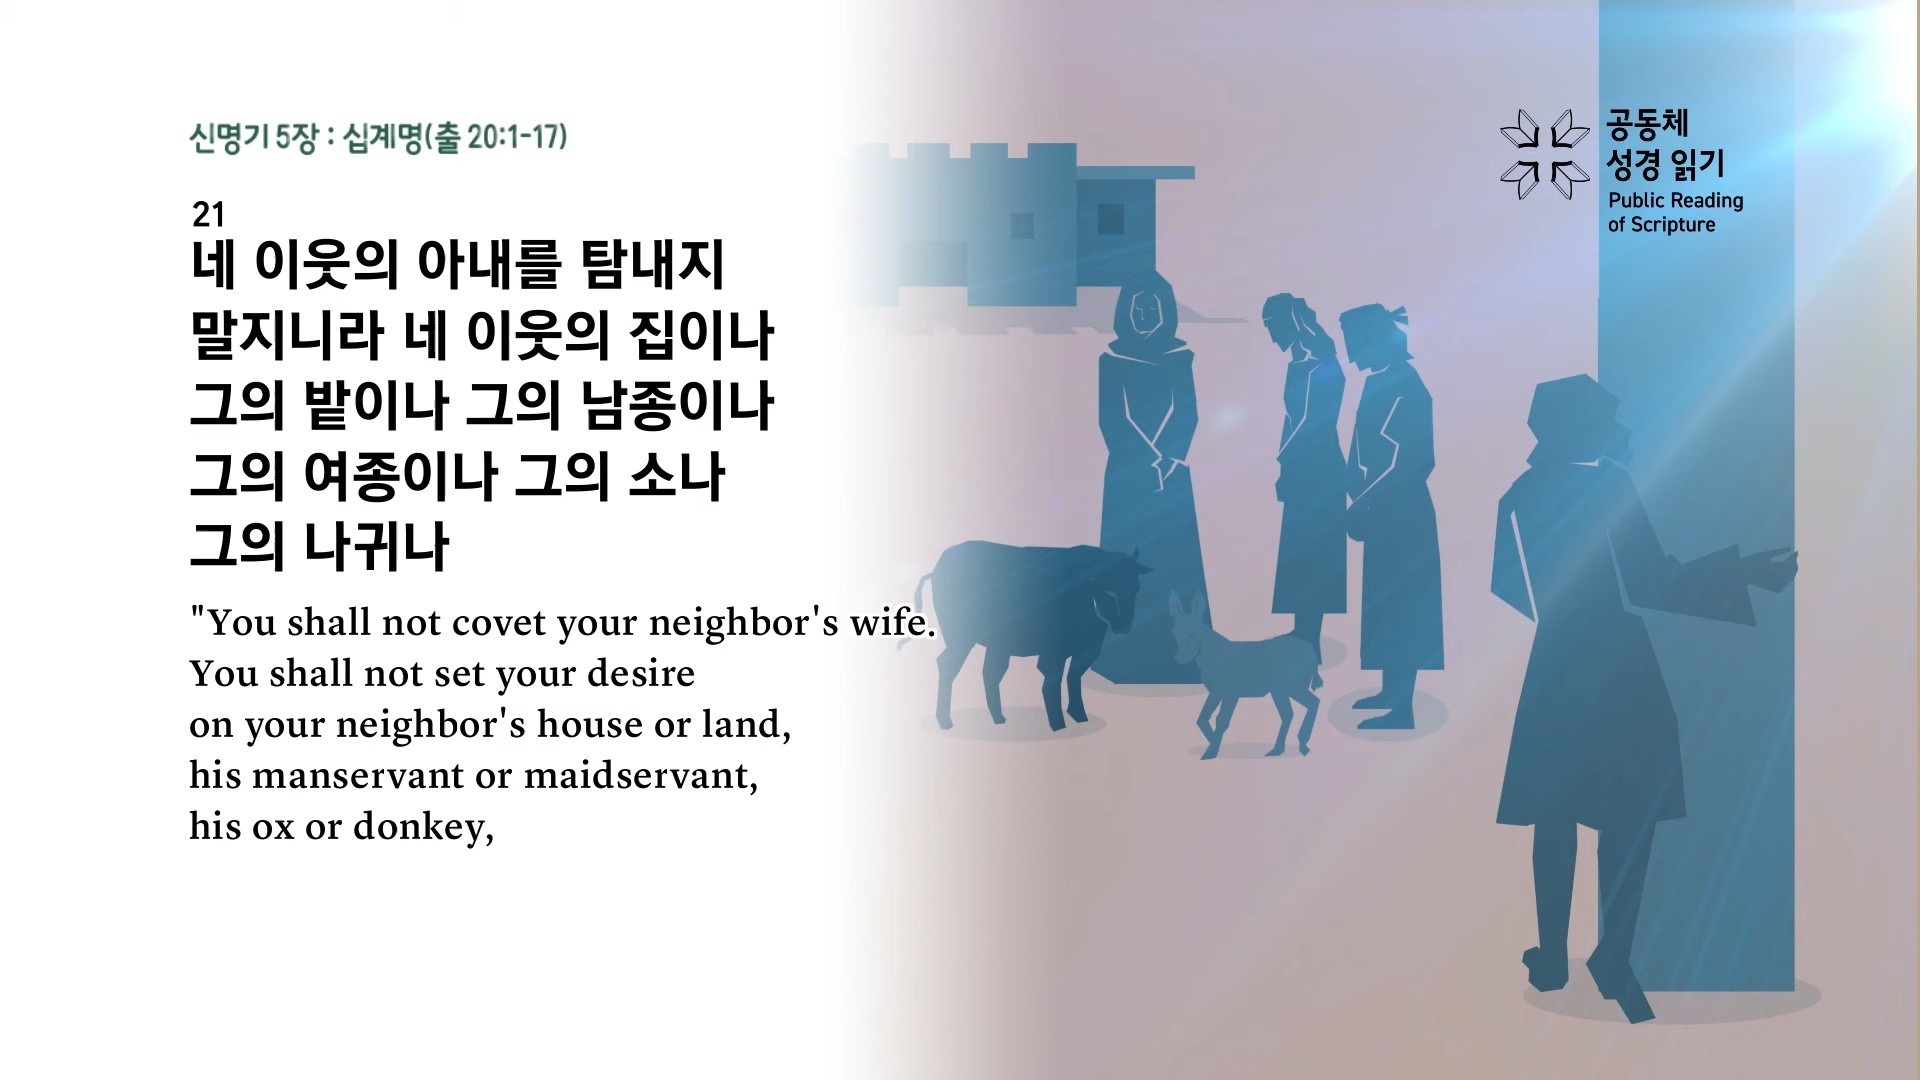 신명기 5장 : 십계명(출 20:1-17)
21
네 이웃의 아내를 탐내지
말지니라 네 이웃의 집이나
그의 밭이나 그의 남종이나
그의 여종이나 그의 소나
그의 나귀나
"You shall not covet your neighbor's wife.
You shall not set your desire
on your neighbor's house or land,
his manservant or maidservant,
his ox or donkey,
공동체
성경 읽기
Public Reading
of Scripture